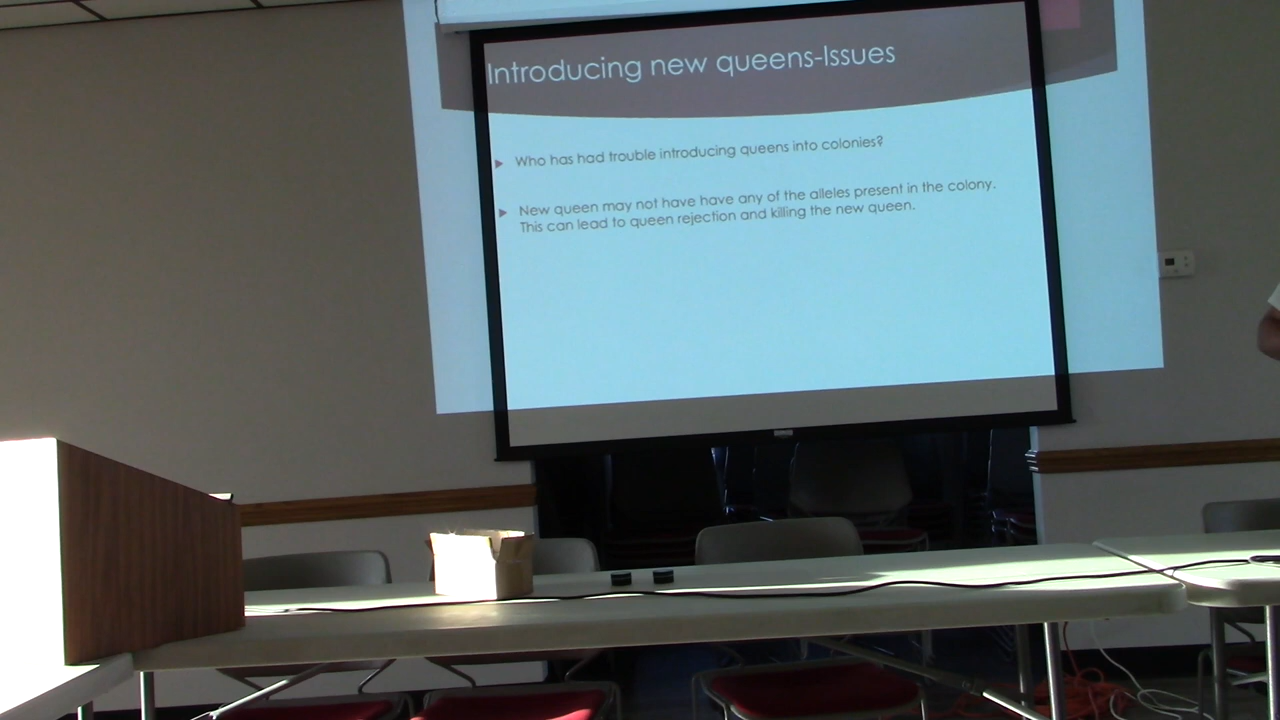 Introducing new queens-Issues
Who has had trouble introducing queens into colonies?
New queen may not have have any of the alleles present in the colony.
This can lead to queen rejection and killing the new queen.